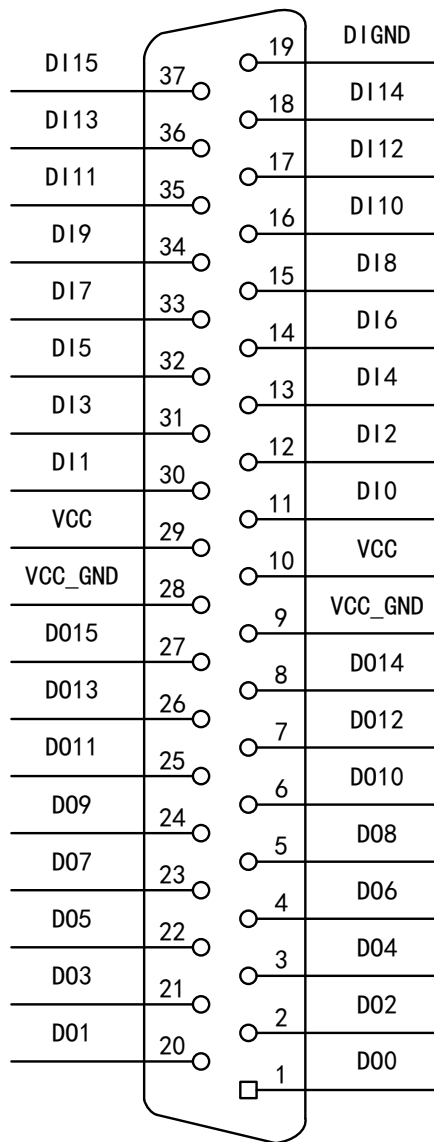 19 DIGND
DI15 37
18 DI14
DI13 36
17 DI12
DI11 35
16 DI10
DI9 34
15 DI8
DI7 33
14 DI6
DI5 32
13 DI4
DI3 31
12 DI2
DI1 30
11 DI0
VCC 29
10 VCC
VCC_GND 28
9 VCC_GND
DO15 27
8 DO14
DO13 26
7 DO12
DO11 25
6 DO10
DO9 24
5 DO8
DO7 23
4 DO6
DO5 22
3 DO4
DO3 21
2 DO2
DO1 20
1 DO0